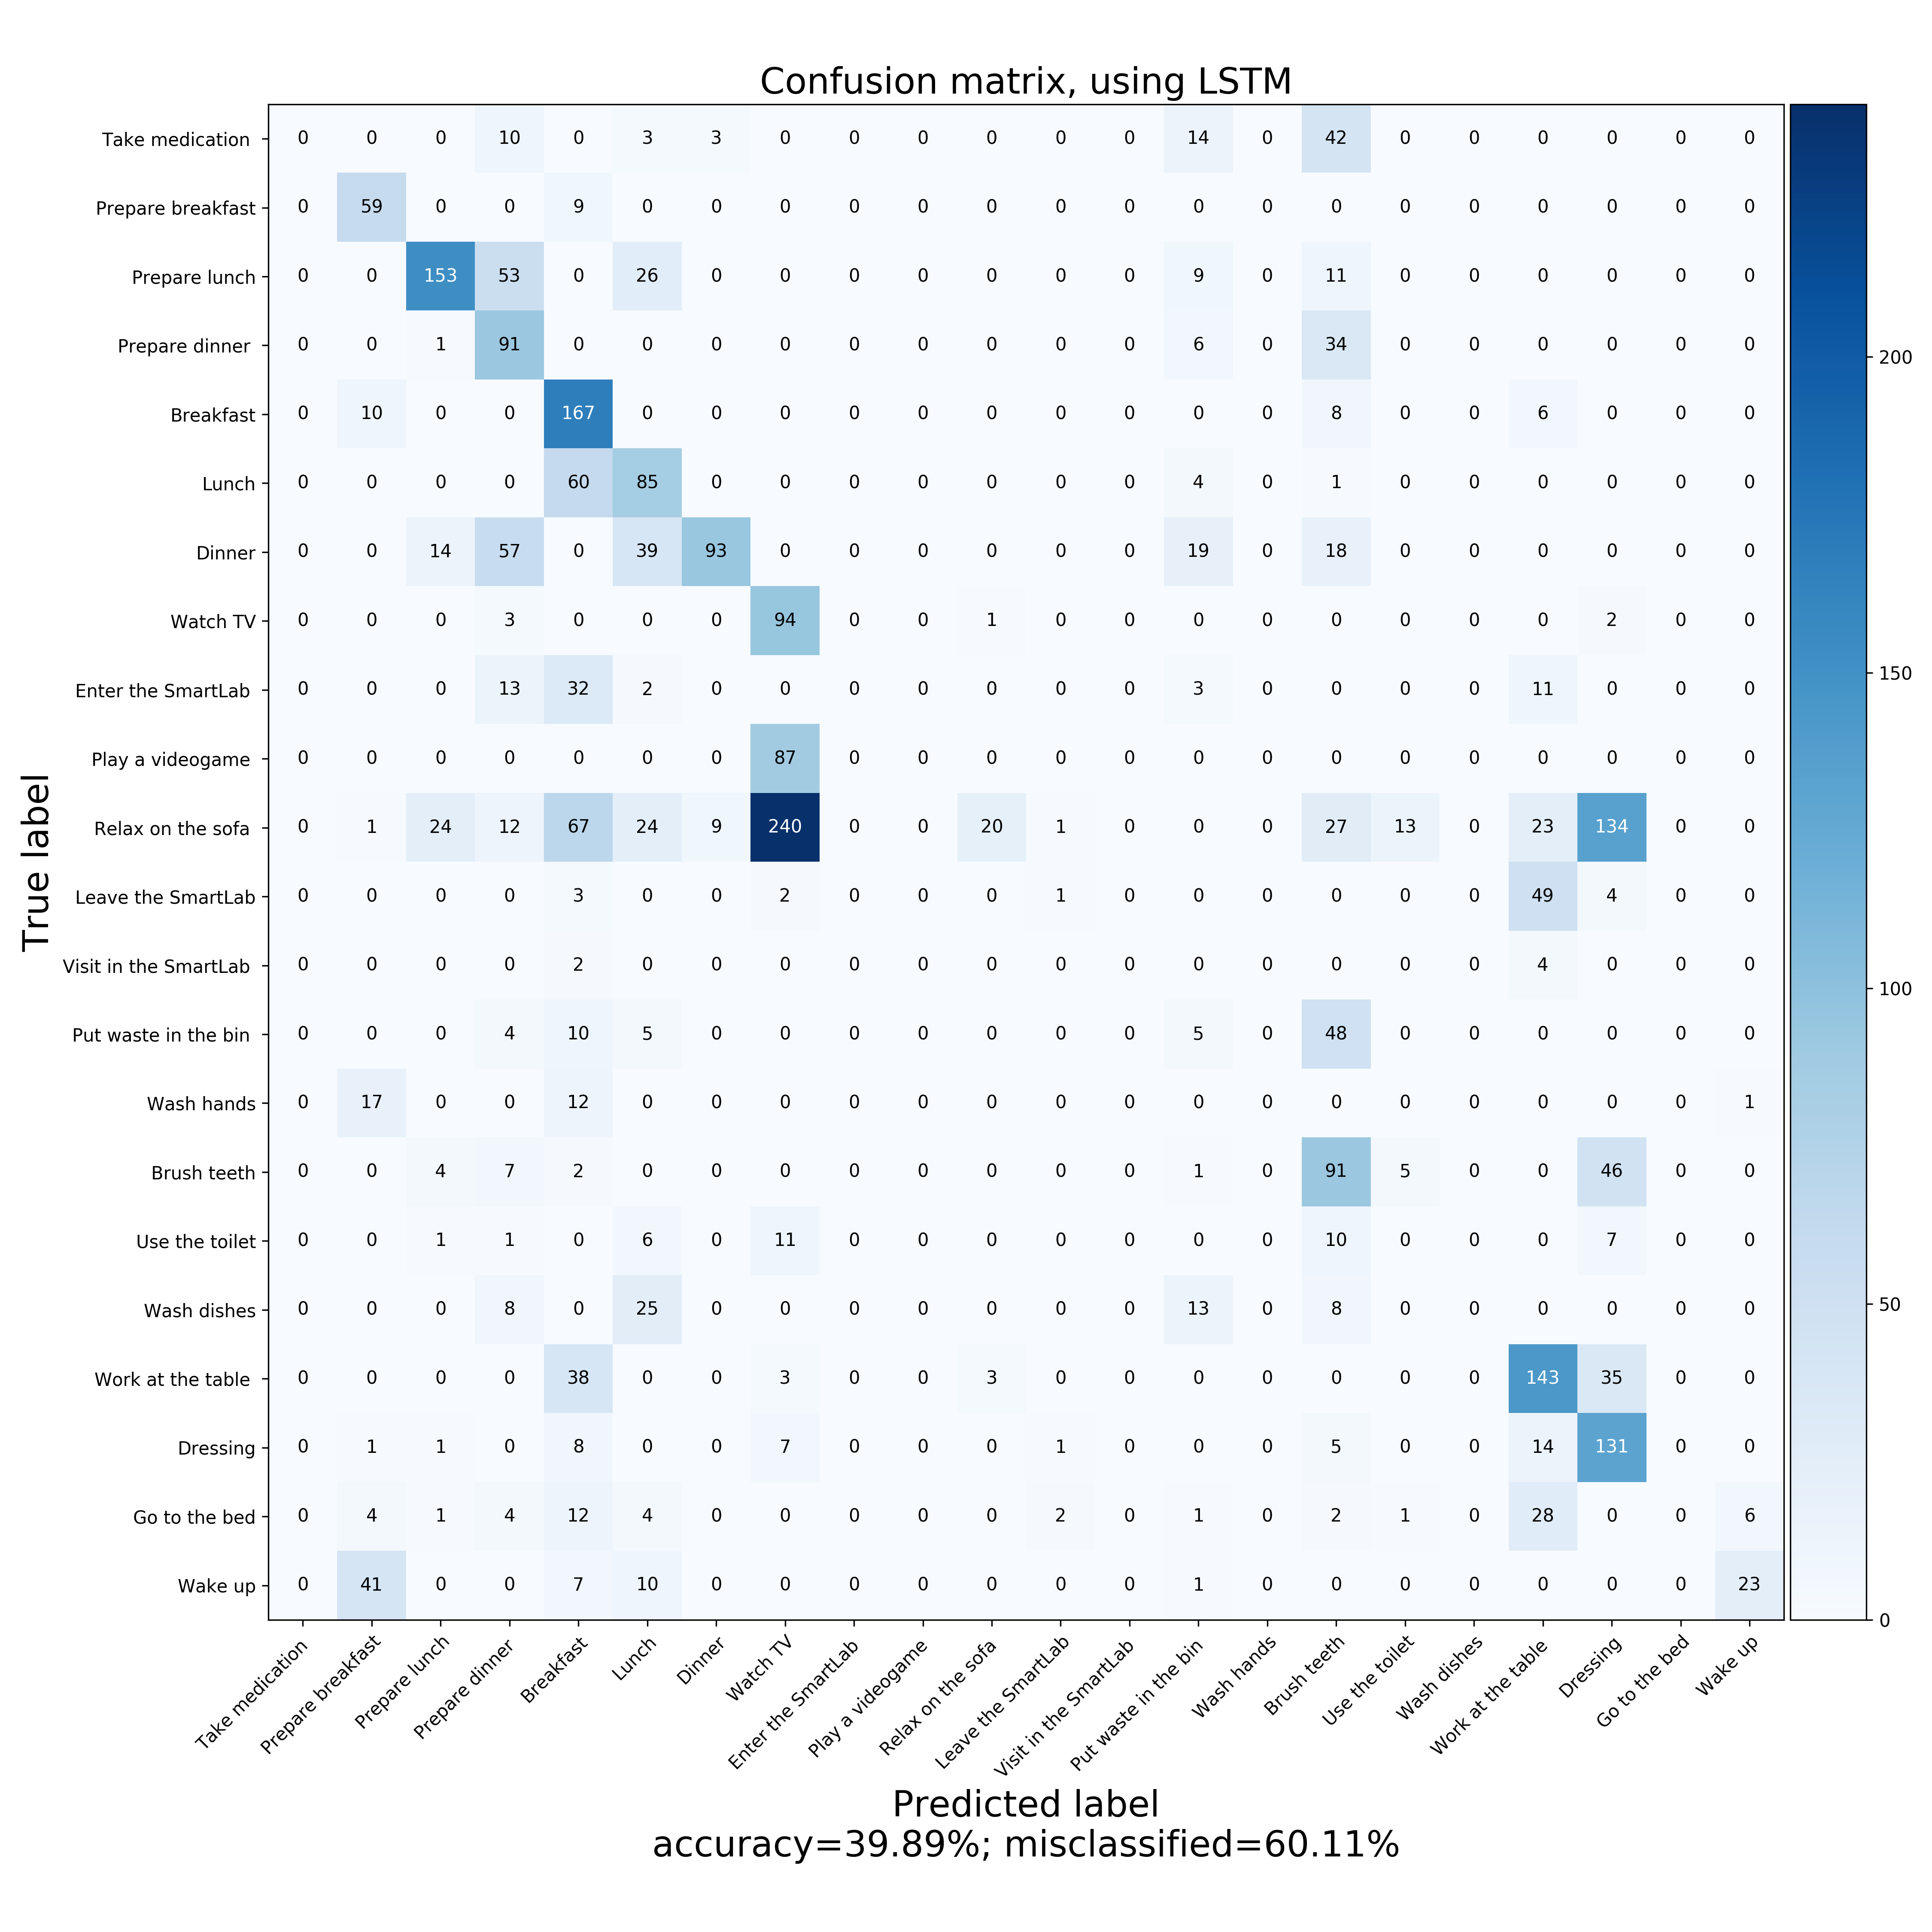 Confusion matrix, using LSTM
Take medication 0 0 0 10 0 3 3 0 0 0 0 0 0 14 0 42 0 0 0 0 0 0
Prepare breakfast 0 59 0 0 9 0 0 0 0 0 0 0 0 0 0 0 0 0 0 0 0 0
Prepare lunch 0 0 153 53 0 26 0 0 0 0 0 0 0 9 0 11 0 0 0 0 0 0
Prepare dinner 0 0 1 91 0 0 0 0 0 0 0 0 0 6 0 34 0 0 0 0 0 0
200
Breakfast 0 10 0 0 167 0 0 0 0 0 0 0 0 0 0 8 0 0 6 0 0 0
Lunch 0 0 0 0 60 85 0 0 0 0 0 0 0 4 0 1 0 0 0 0 0 0
Dinner 0 0 14 57 0 39 93 0 0 0 0 0 0 19 0 18 0 0 0 0 0 0
Watch TV 0 0 0 3 0 0 0 94 0 0 1 0 0 0 0 0 0 0 0 2 0 0
150
Enter the SmartLab 0 0 0 13 32 2 0 0 0 0 0 0 0 3 0 0 0 0 11 0 0 0
Play a videogame 0 0 0 0 0 0 0 87 0 0 0 0 0 0 0 0 0 0 0 0 0 0
True label
Relax on the sofa 0 1 24 12 67 24 9 240 0 0 20 1 0 0 0 27 13 0 23 134 0 0
Leave the SmartLab 0 0 0 0 3 0 0 2 0 0 0 1 0 0 0 0 0 0 49 4 0 0
Visit in the SmartLab 0 0 0 0 2 0 0 0 0 0 0 0 0 0 0 0 0 0 4 0 0 0
100
Put waste in the bin 0 0 0 4 10 5 0 0 0 0 0 0 0 5 0 48 0 0 0 0 0 0
Wash hands 0 17 0 0 12 0 0 0 0 0 0 0 0 0 0 0 0 0 0 0 0 1
Brush teeth 0 0 4 7 2 0 0 0 0 0 0 0 0 1 0 91 5 0 0 46 0 0
Use the toilet 0 0 1 1 0 6 0 11 0 0 0 0 0 0 0 10 0 0 0 7 0 0
Wash dishes 0 0 0 8 0 25 0 0 0 0 0 0 0 13 0 8 0 0 0 0 0 0
50
Work at the table 0 0 0 0 38 0 0 3 0 0 3 0 0 0 0 0 0 0 143 35 0 0
Dressing 0 1 1 0 8 0 0 7 0 0 0 1 0 0 0 5 0 0 14 131 0 0
Go to the bed 0 4 1 4 12 4 0 0 0 0 0 2 0 1 0 2 1 0 28 0 0 6
Wake up 0 41 0 0 7 10 0 0 0 0 0 0 0 1 0 0 0 0 0 0 0 23
0
Take medication
Prepare breakfast
Prepare lunch
Prepare dinner
Breakfast
Lunch
Dinner
Watch TV
Enter the SmartLab
Play a videogame
Relax on the sofa
Leave the SmartLab
Visit in the SmartLab
Put waste in the bin
Wash hands
Brush teeth
Use the toilet
Wash dishes
Work at the table
Dressing
Go to the bed
Wake up
Predicted label
accuracy=39.89%; misclassified=60.11%